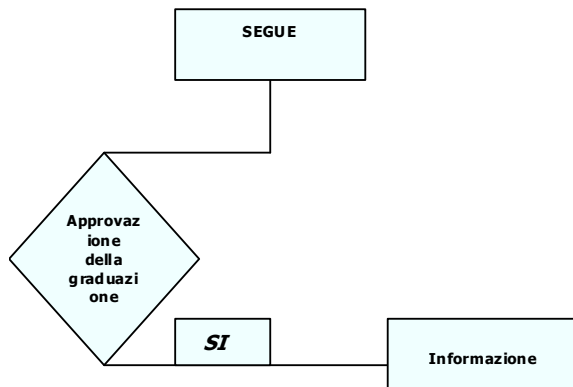 SEGUE
Approvaz
ione
della
graduazi
one
SI
Informazione